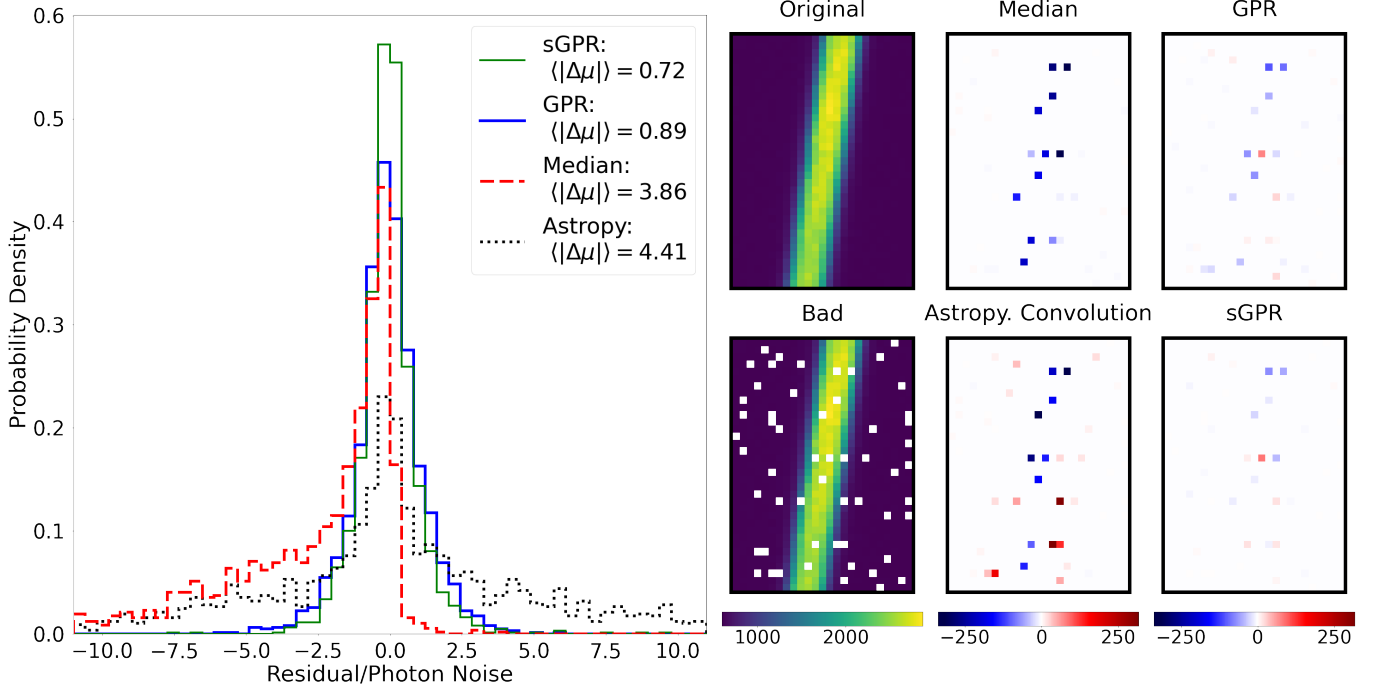 0.6
0.5
0.4
0.3
0.2
0.1
0.0
Probability Density
−10.0 −7.5 −5.0 −2.5 0.0 2.5 5.0 7.5 10.0
Residual/Photon Noise
sGPR:
⟨|Δμ|⟩ = 0.72
GPR:
⟨|Δμ|⟩ = 0.89
Median:
⟨|Δμ|⟩ = 3.86
Astropy:
⟨|Δμ|⟩ = 4.41
Original Median GPR
Bad Astropy. Convolution sGPR
1000 2000 −250 0 250 −250 0 250